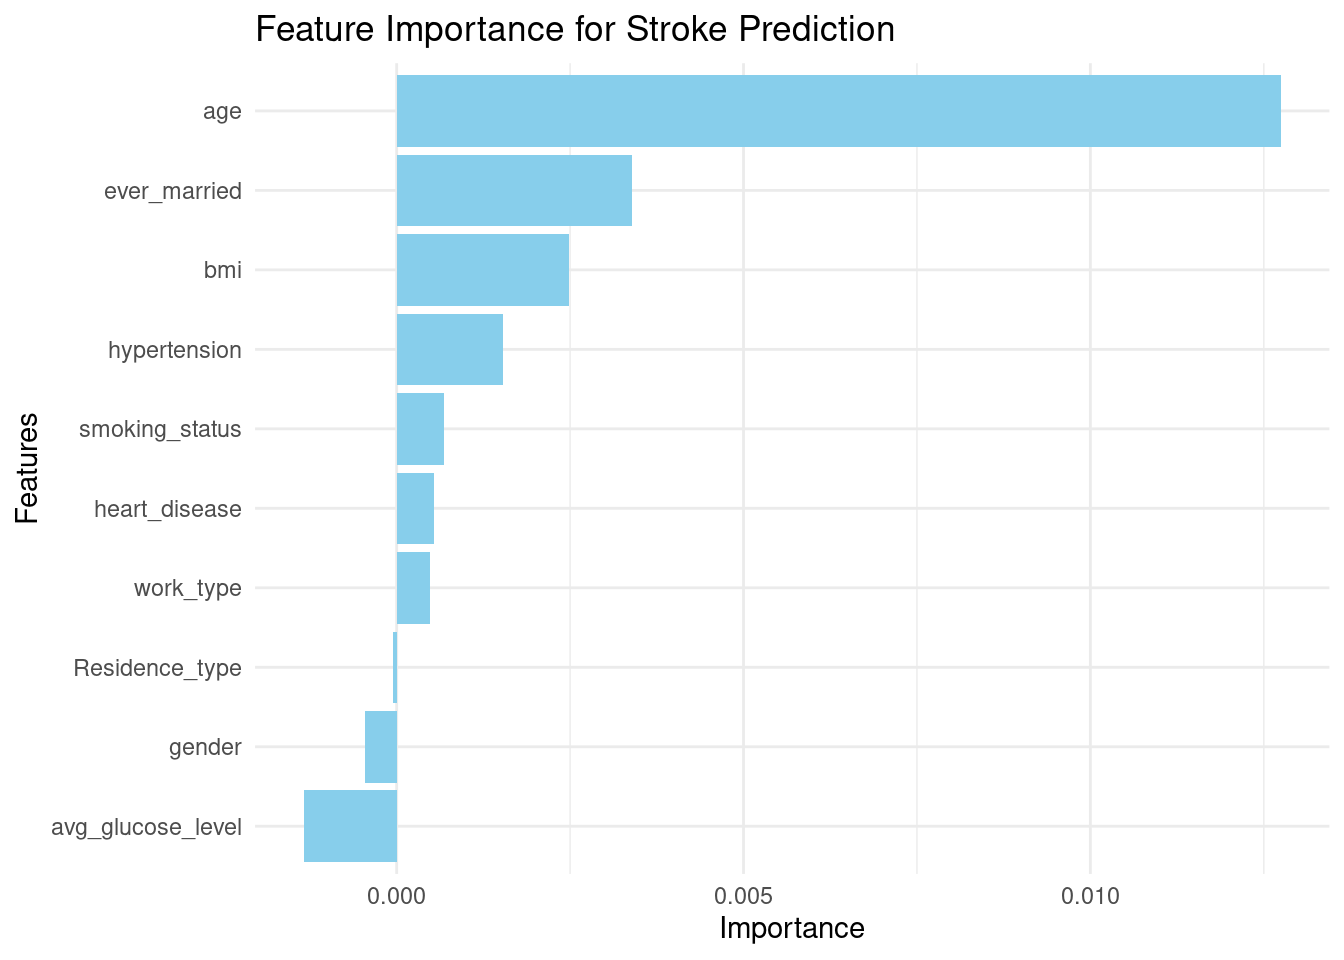 Feature Importance for Stroke Prediction
age
ever_married
bmi
hypertension
smoking_status
heart_disease
work_type
Residence_type
gender
avg_glucose_level
Features
0.000
0.005
0.010
Importance